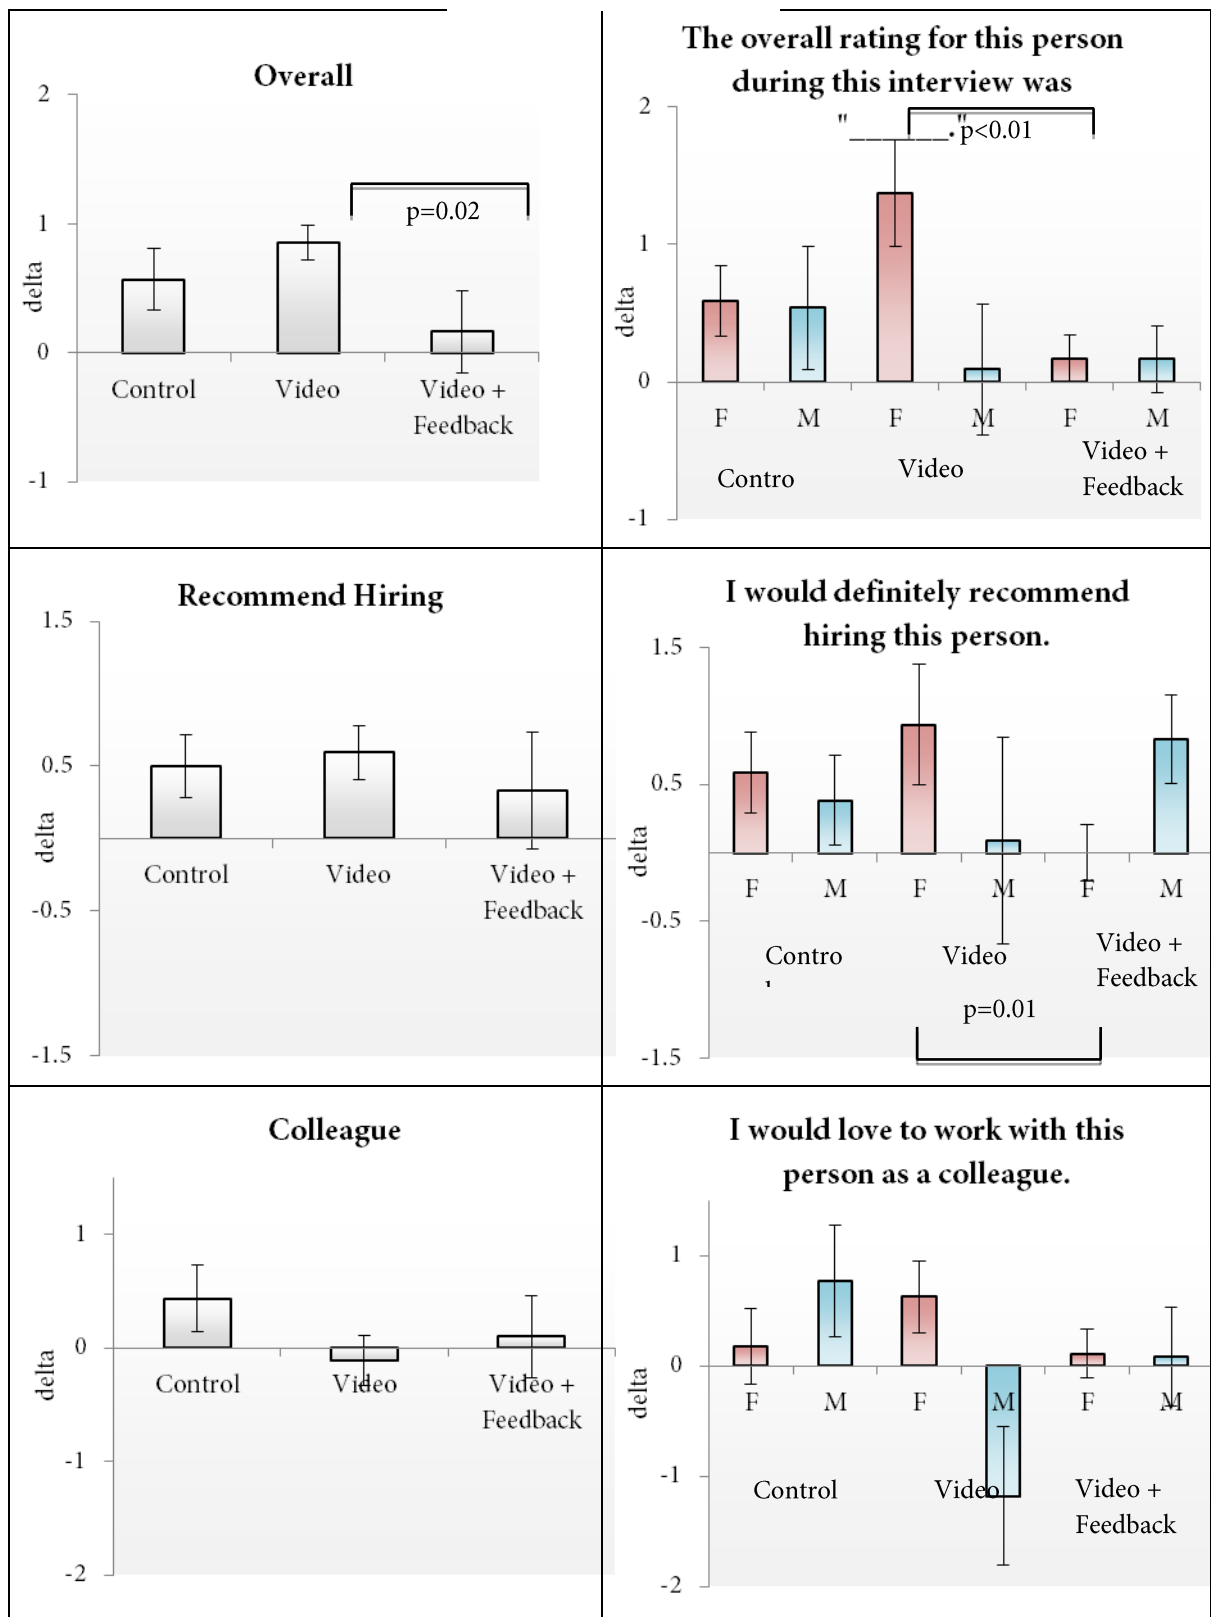 Overall
2
1
0
-1
delta
p=0.02
Control
Video
Video +
Feedback
The overall rating for this person
during this interview was
"_______."
p<0.01
2
1
0
-1
delta
F
M
F
M
F
M
Contro
Video
Video +
Feedback
Recommend Hiring
1.5
0.5
-0.5
-1.5
delta
Control
Video
Video +
Feedback
I would definitely recommend
hiring this person.
1.5
0.5
-0.5
-1.5
delta
F
M
F
M
F
M
Contro
Video
Video +
Feedback
p=0.01
Colleague
1
0
-1
-2
delta
Control
Video
Video +
Feedback
I would love to work with this
person as a colleague.
1
0
-1
-2
delta
F
M
F
M
F
M
Control
Video
Video +
Feedback